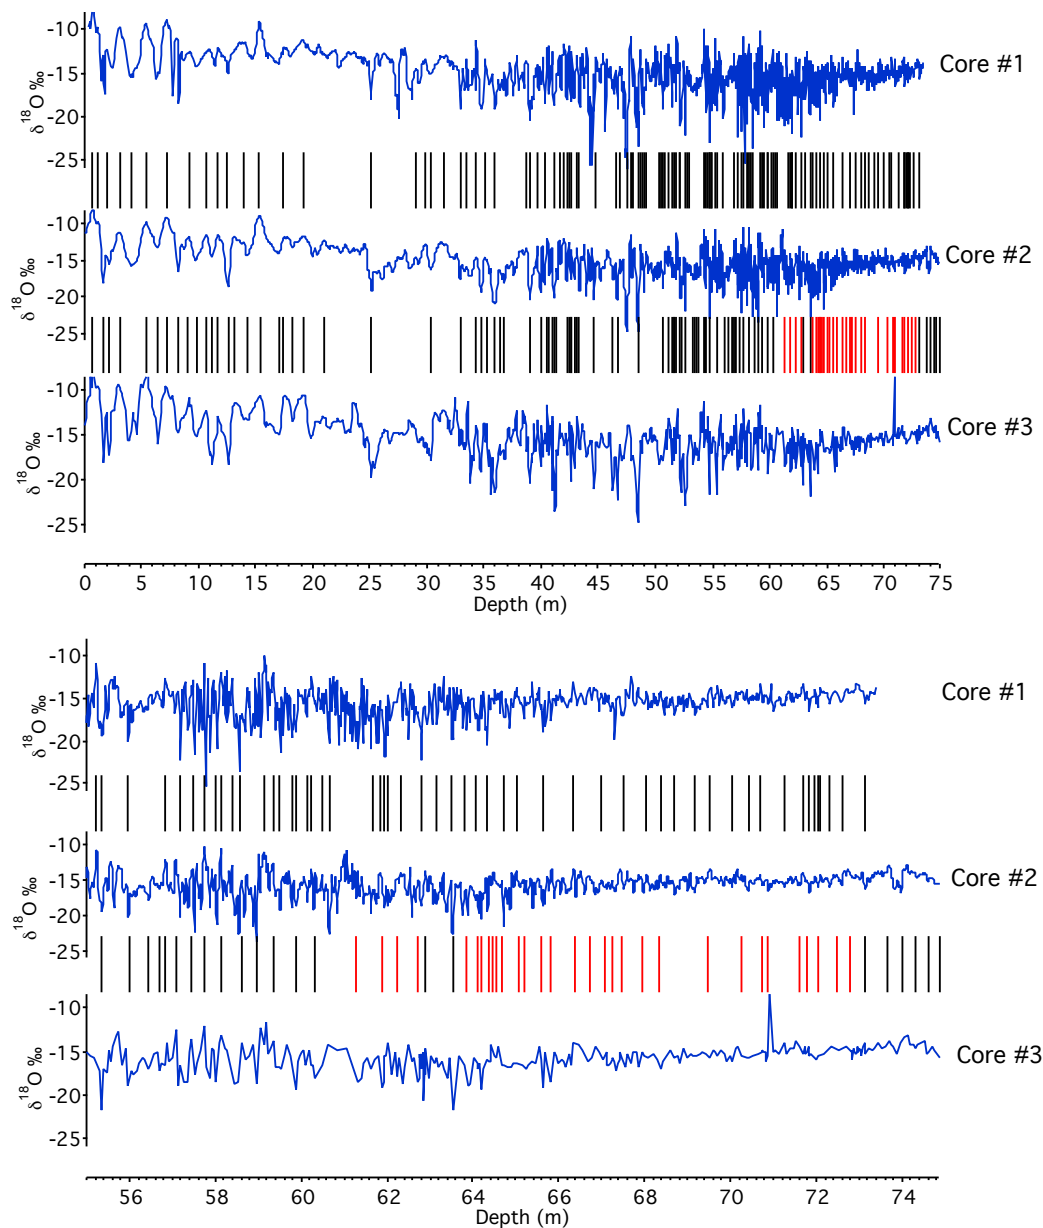 -10
-15
-20
-25
δ ¹⁸O ‰
Core #1
-10
-15
-20
-25
δ ¹⁸O ‰
Core #2
-10
-15
-20
-25
δ ¹⁸O ‰
Core #3
0 5 10 15 20 25 30 35 40 45 50 55 60 65 70 75
Depth (m)
-10
-15
-20
-25
δ ¹⁸O ‰
Core #1
-10
-15
-20
-25
δ ¹⁸O ‰
Core #2
-10
-15
-20
-25
δ ¹⁸O ‰
Core #3
56 58 60 62 64 66 68 70 72 74
Depth (m)